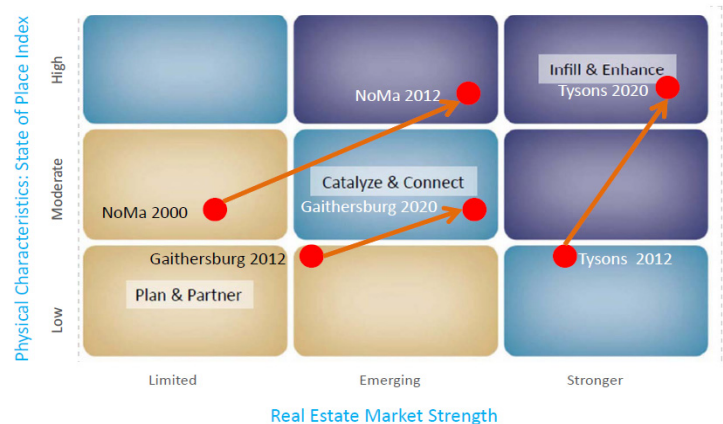 Physical Characteristics: State of Place Index
High
Moderate
Low
Infill & Enhance
Tysons 2020
NoMa 2012
Catalyze & Connect
Gaithersburg 2020
NoMa 2000
Gaithersburg 2012
Tysons 2012
Plan & Partner
Limited
Emerging
Stronger
Real Estate Market Strength